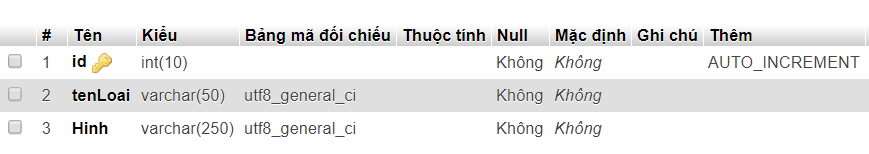 # Tên Kiểu Bảng mã đối chiếu Thuộc tính Null Mặc định Ghi chú Thêm
1 id int(10) Không Không AUTO_INCREMENT
2 tenLoai varchar(50) utf8_general_ci Không Không
3 Hinh varchar(250) utf8_general_ci Không Không